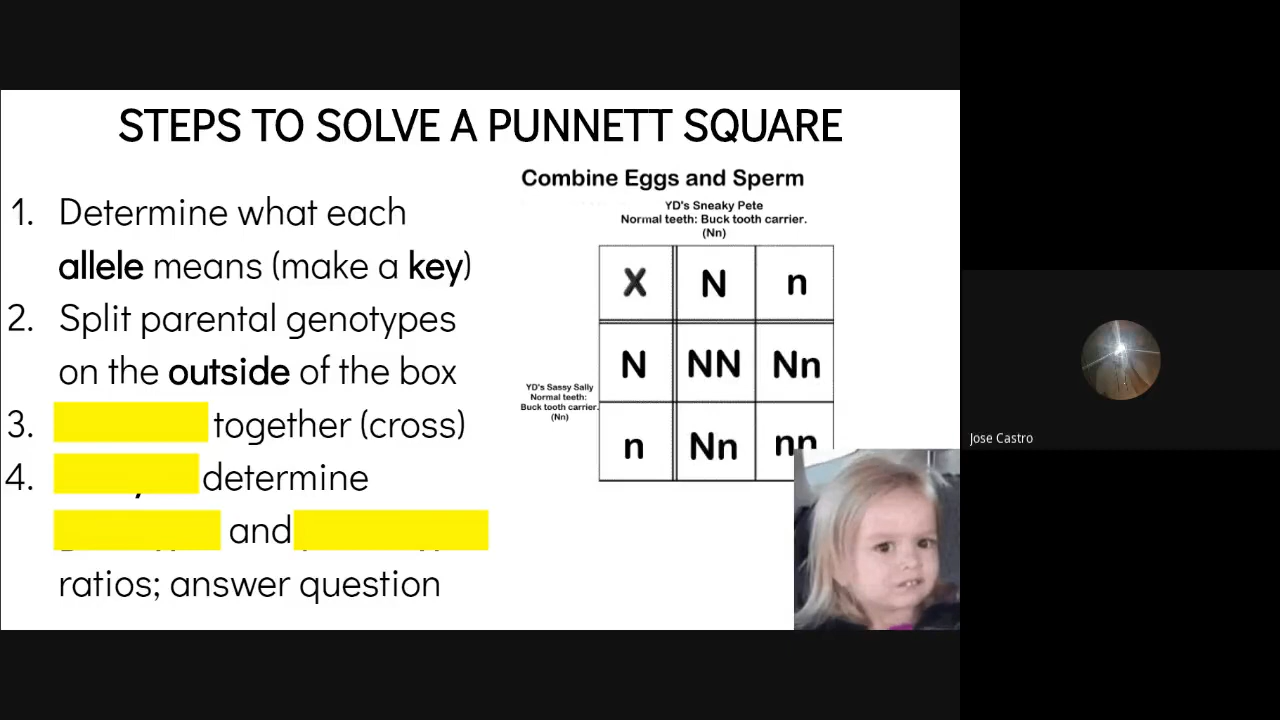 STEPS TO SOLVE A PUNNETT SQUARE
1. Determine what each
allele means (make a key)
2. Split parental genotypes
on the outside of the box
3. together (cross)
4. determine
and
ratios; answer question
Combine Eggs and Sperm
YD's Sneaky Pete
Normal teeth: Buck tooth carrier.
(Nn)
X N n
N NN Nn
n Nn nn
YD's Sassy Sally
Normal teeth:
Buck tooth carrier.
(Nn)
Jose Castro